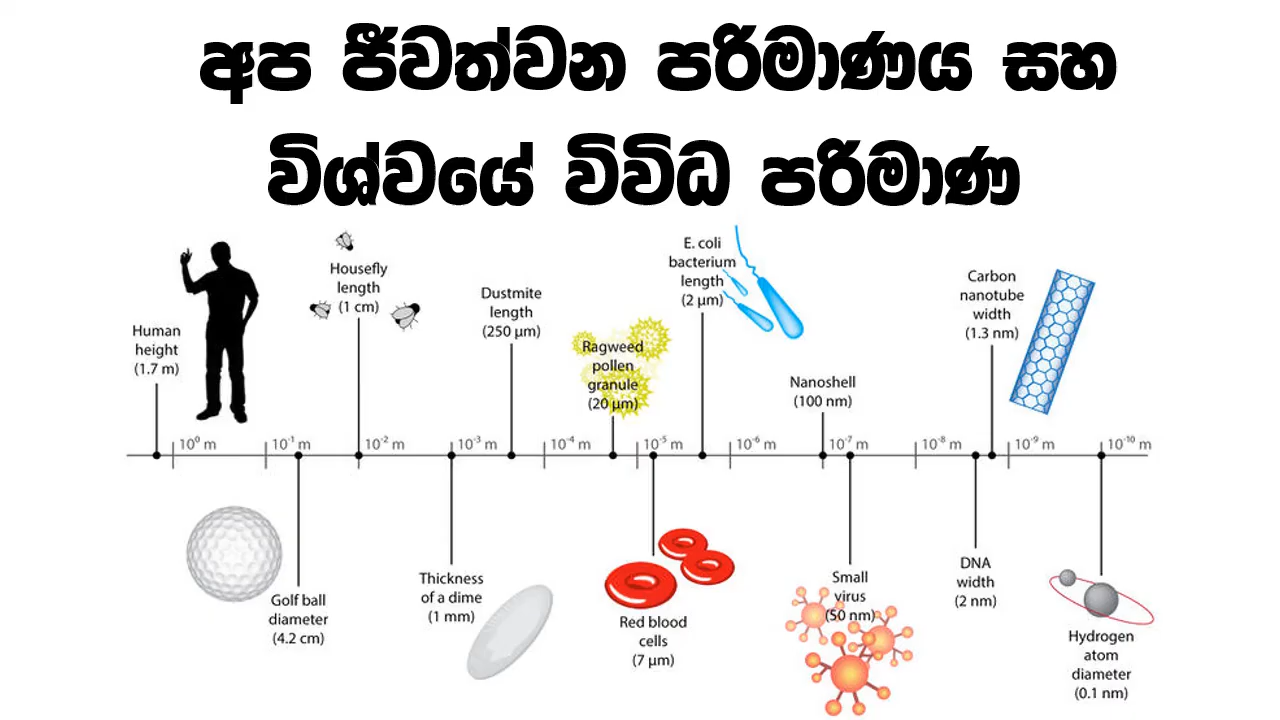 අප ජීවත්වන පරිමාණය සහ
විශ්වයේ විවිධ පරිමාණ
Human
height
(1.7 m)
Housefly
length
(1 cm)
Dustmite
length
(250 µm)
Ragweed
pollen
granule
(20 µm)
E. coli
bacterium
length
(2 µm)
Nanoshell
(100 nm)
Carbon
nanotube
width
(1.3 nm)
10⁰ m 10⁻¹ m 10⁻² m 10⁻³ m 10⁻⁴ m 10⁻⁵ m 10⁻⁶ m 10⁻⁷ m 10⁻⁸ m 10⁻⁹ m 10⁻¹⁰ m
Golf ball
diameter
(4.2 cm)
Thickness
of a dime
(1 mm)
Red blood
cells
(7 µm)
Small
virus
(50 nm)
DNA
width
(2 nm)
Hydrogen
atom
diameter
(0.1 nm)